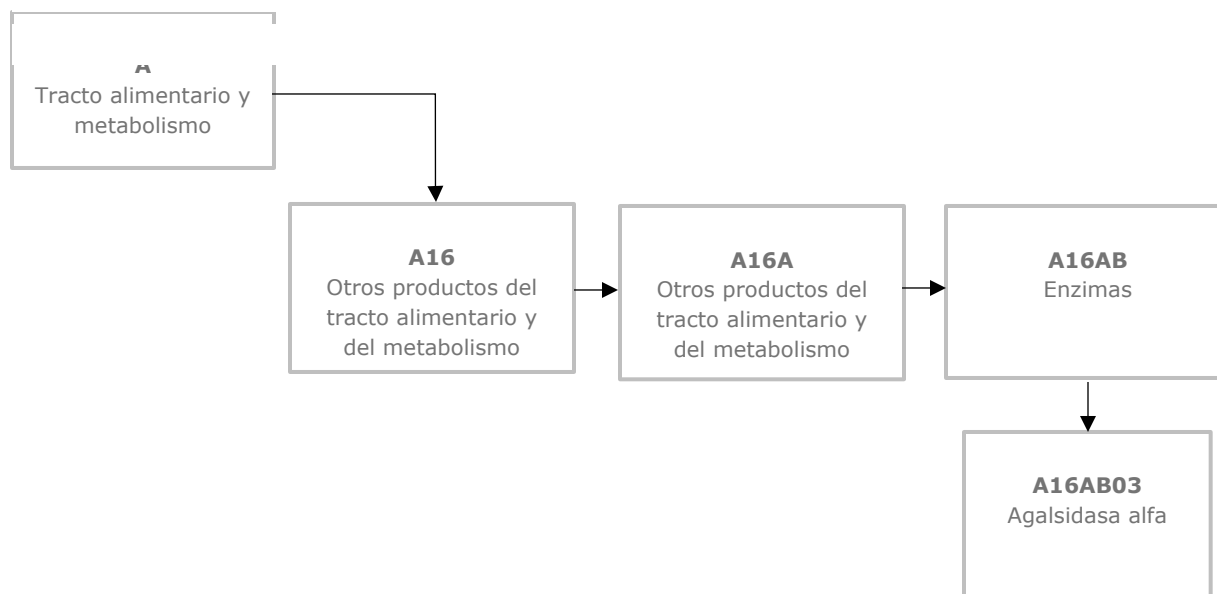 A
Tracto alimentario y
metabolismo
A16
Otros productos del
tracto alimentario y
del metabolismo
A16A
Otros productos del
tracto alimentario y
del metabolismo
A16AB
Enzimas
A16AB03
Agalsidasa alfa